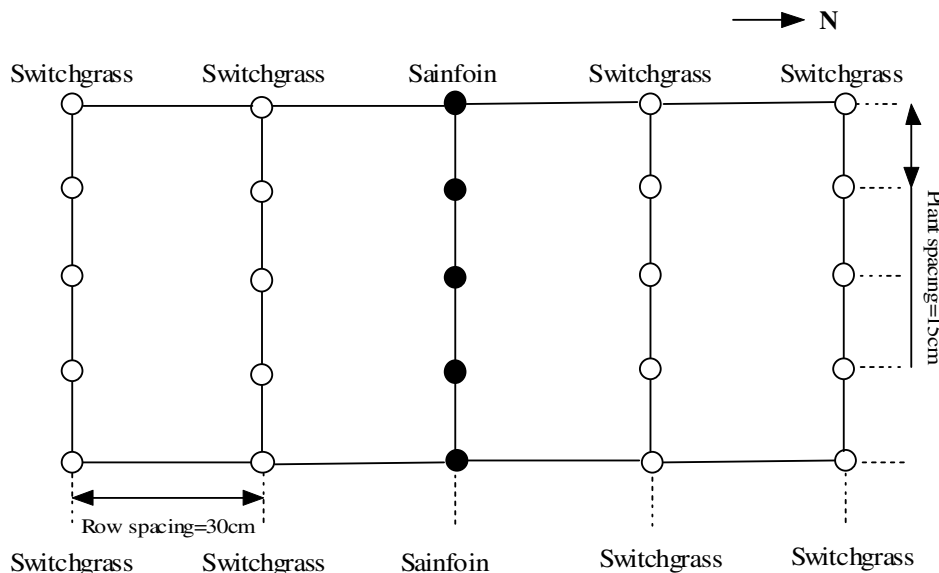 N
Switchgrass Switchgrass Sainfoin Switchgrass Switchgrass
Plant spacing=15cm
Row spacing=30cm
Switchgrass Switchgrass Sainfoin Switchgrass Switchgrass